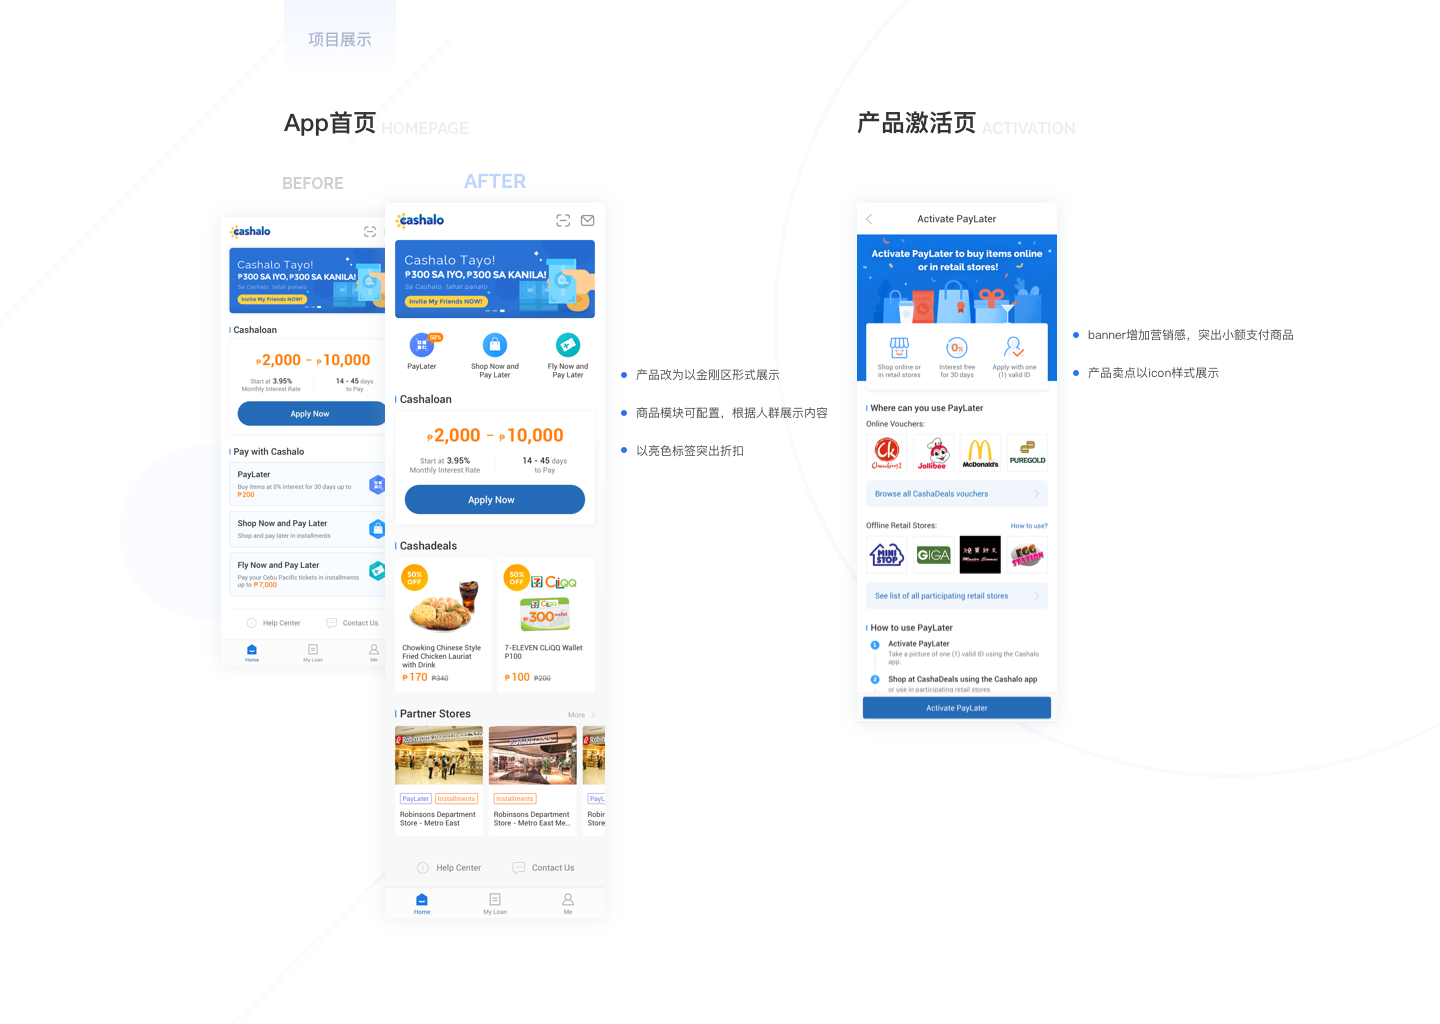 项目展示
App首页 HOMEPAGE
BEFORE
AFTER
cashalo
Cashalo Tayo!
₱300 SA IYO, ₱300 SA KANILA!
Sa Cashalo, lahat panalo.
Invite My Friends NOW!
Cashaloan
₱2,000 – ₱10,000
Start at 3.95%
Monthly Interest Rate
14 - 45 days
to Pay
Apply Now
Pay with Cashalo
PayLater
Buy items at 0% interest for 30 days up to
₱200
Shop Now and Pay Later
Shop and pay later in installments
Fly Now and Pay Later
Pay your Cebu Pacific tickets in installments
up to ₱7,000
Help Center
Contact Us
Home
My Loan
Me
cashalo
Cashalo Tayo!
₱300 SA IYO, ₱300 SA KANILA!
Sa Cashalo, lahat panalo.
Invite My Friends NOW!
50%
PayLater
Shop Now and
Pay Later
Fly Now and
Pay Later
Cashaloan
₱2,000 – ₱10,000
Start at 3.95%
Monthly Interest Rate
14 - 45 days
to Pay
Apply Now
Cashadeals
50%
OFF
Chowking Chinese Style
Fried Chicken Lauriat
with Drink
₱170 ₱340
50%
OFF
CLiQQ
₱300 wallet
7-ELEVEN CLiQQ Wallet
P100
₱100 ₱200
Partner Stores
More
PayLater Installments
Robinsons Department
Store - Metro East
ROBINSONS
Installments
Robinsons Department
Store - Metro East Me...
PayL
Robin
Store
Help Center
Contact Us
Home
My Loan
Me
产品改为以金刚区形式展示
商品模块可配置，根据人群展示内容
以亮色标签突出折扣
产品激活页 ACTIVATION
Activate PayLater
Activate PayLater to buy items online
or in retail stores!
Shop online or
in retail stores
0%
Interest free
for 30 days
Apply with one
(1) valid ID
Where can you use PayLater
Online Vouchers:
Chowking
Jollibee
McDonald's
PUREGOLD
Browse all CashaDeals vouchers
Offline Retail Stores:
How to use?
MINI
STOP
GIGA
EGG
STATION
See list of all participating retail stores
How to use PayLater
1
Activate PayLater
Take a picture of one (1) valid ID using the Cashalo
app.
2
Shop at CashaDeals using the Cashalo app
or use in participating retail stores
Activate PayLater
banner增加营销感，突出小额支付商品
产品卖点以icon样式展示